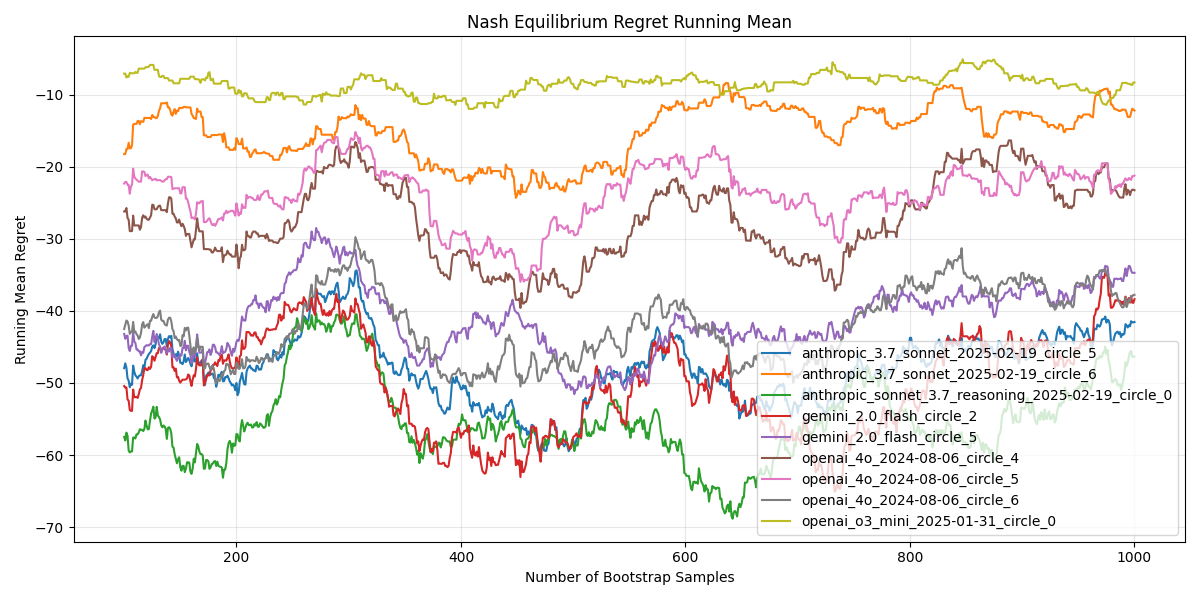 Nash Equilibrium Regret Running Mean
Running Mean Regret
−10
−20
−30
−40
−50
−60
−70
anthropic_3.7_sonnet_2025-02-19_circle_5
anthropic_3.7_sonnet_2025-02-19_circle_6
anthropic_sonnet_3.7_reasoning_2025-02-19_circle_0
gemini_2.0_flash_circle_2
gemini_2.0_flash_circle_5
openai_4o_2024-08-06_circle_4
openai_4o_2024-08-06_circle_5
openai_4o_2024-08-06_circle_6
openai_o3_mini_2025-01-31_circle_0
200
400
600
800
1000
Number of Bootstrap Samples